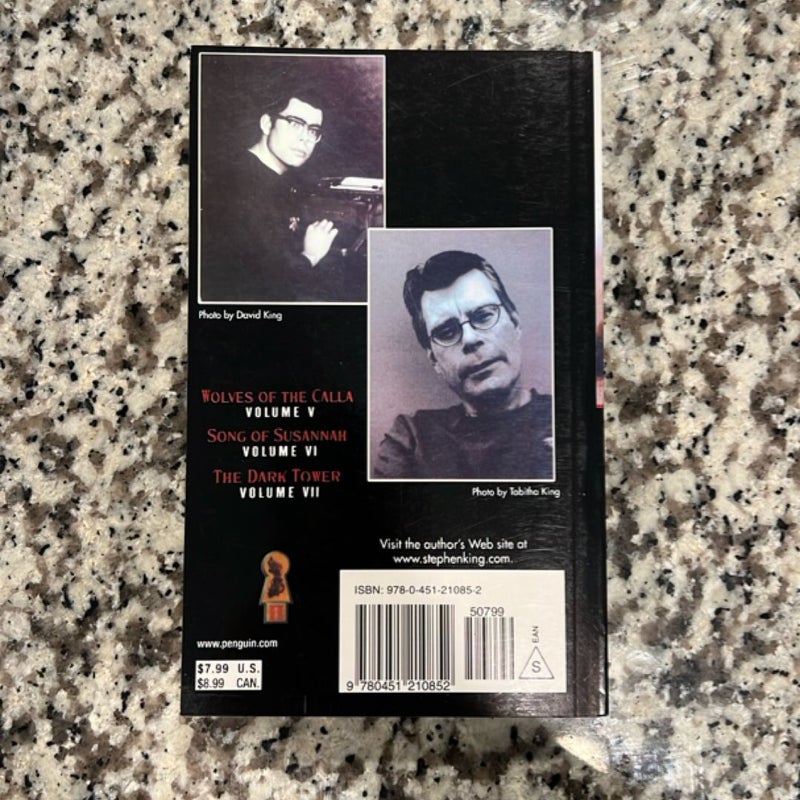 Photo by David King
WOLVES OF THE CALLA
VOLUME V
SONG OF SUSANNAH
VOLUME VI
THE DARK TOWER
VOLUME VII
Photo by Tabitha King
Visit the author's Web site at
www.stephenking.com.
ISBN: 978-0-451-21085-2
50799
EAN
S
9 780451 210852
www.penguin.com
$7.99 U.S.
$8.99 CAN.